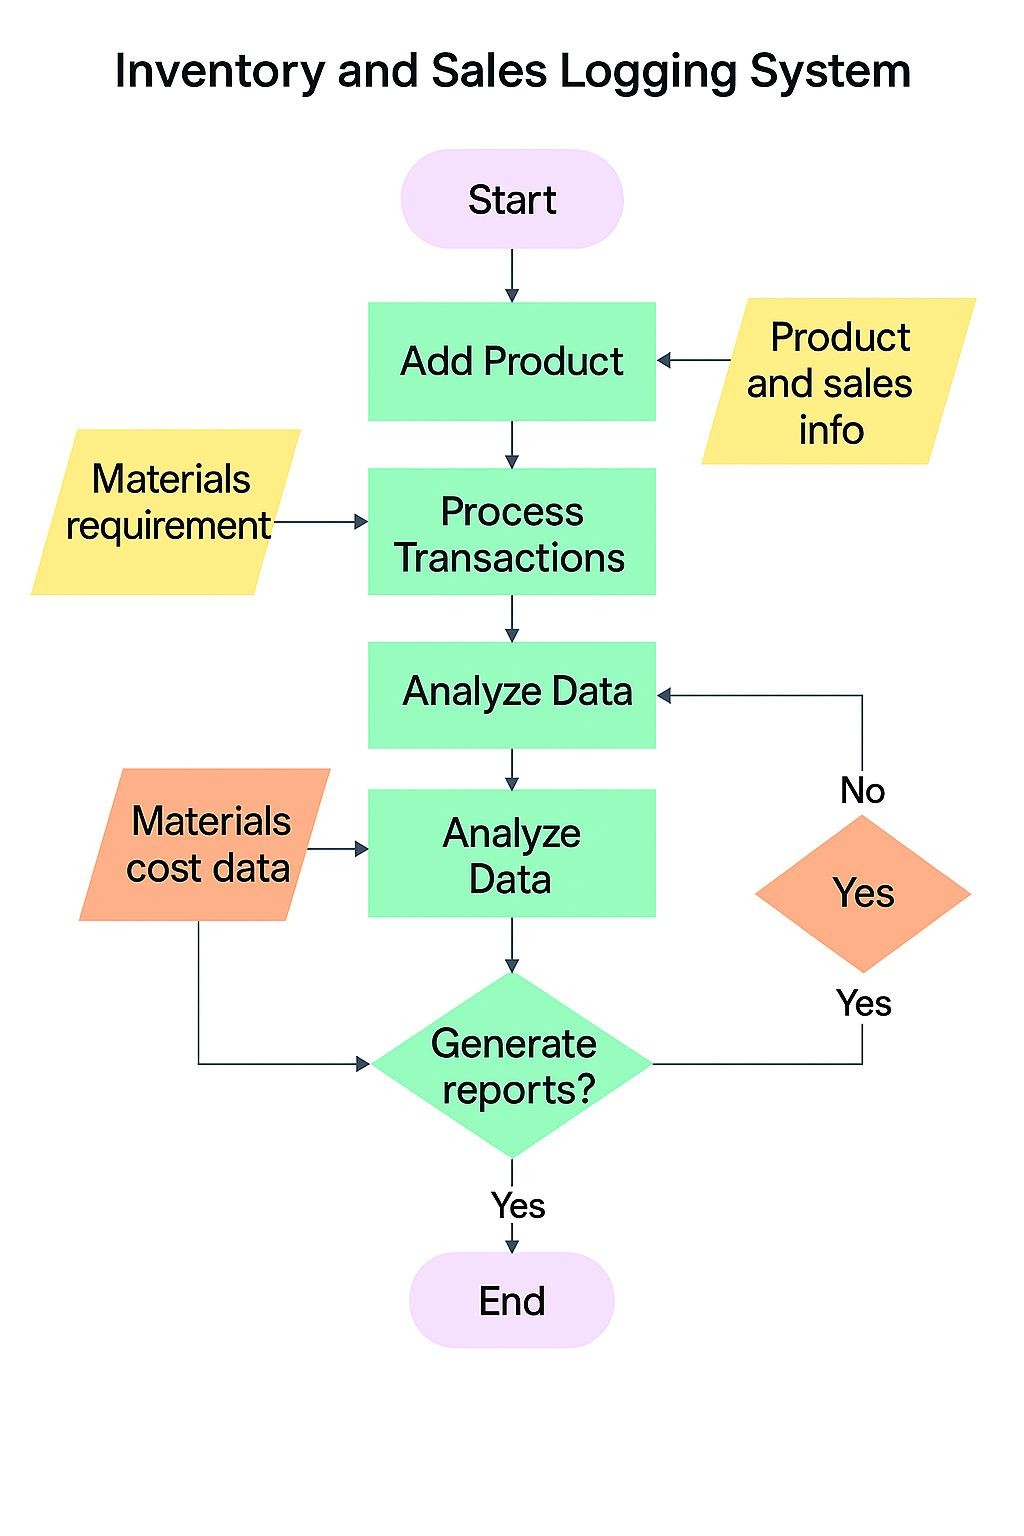 Inventory and Sales Logging System
Start
Add Product
Product
and sales
info
Materials
requirement
Process
Transactions
Analyze Data
No
Materials
cost data
Analyze
Data
Yes
Yes
Generate
reports?
Yes
End